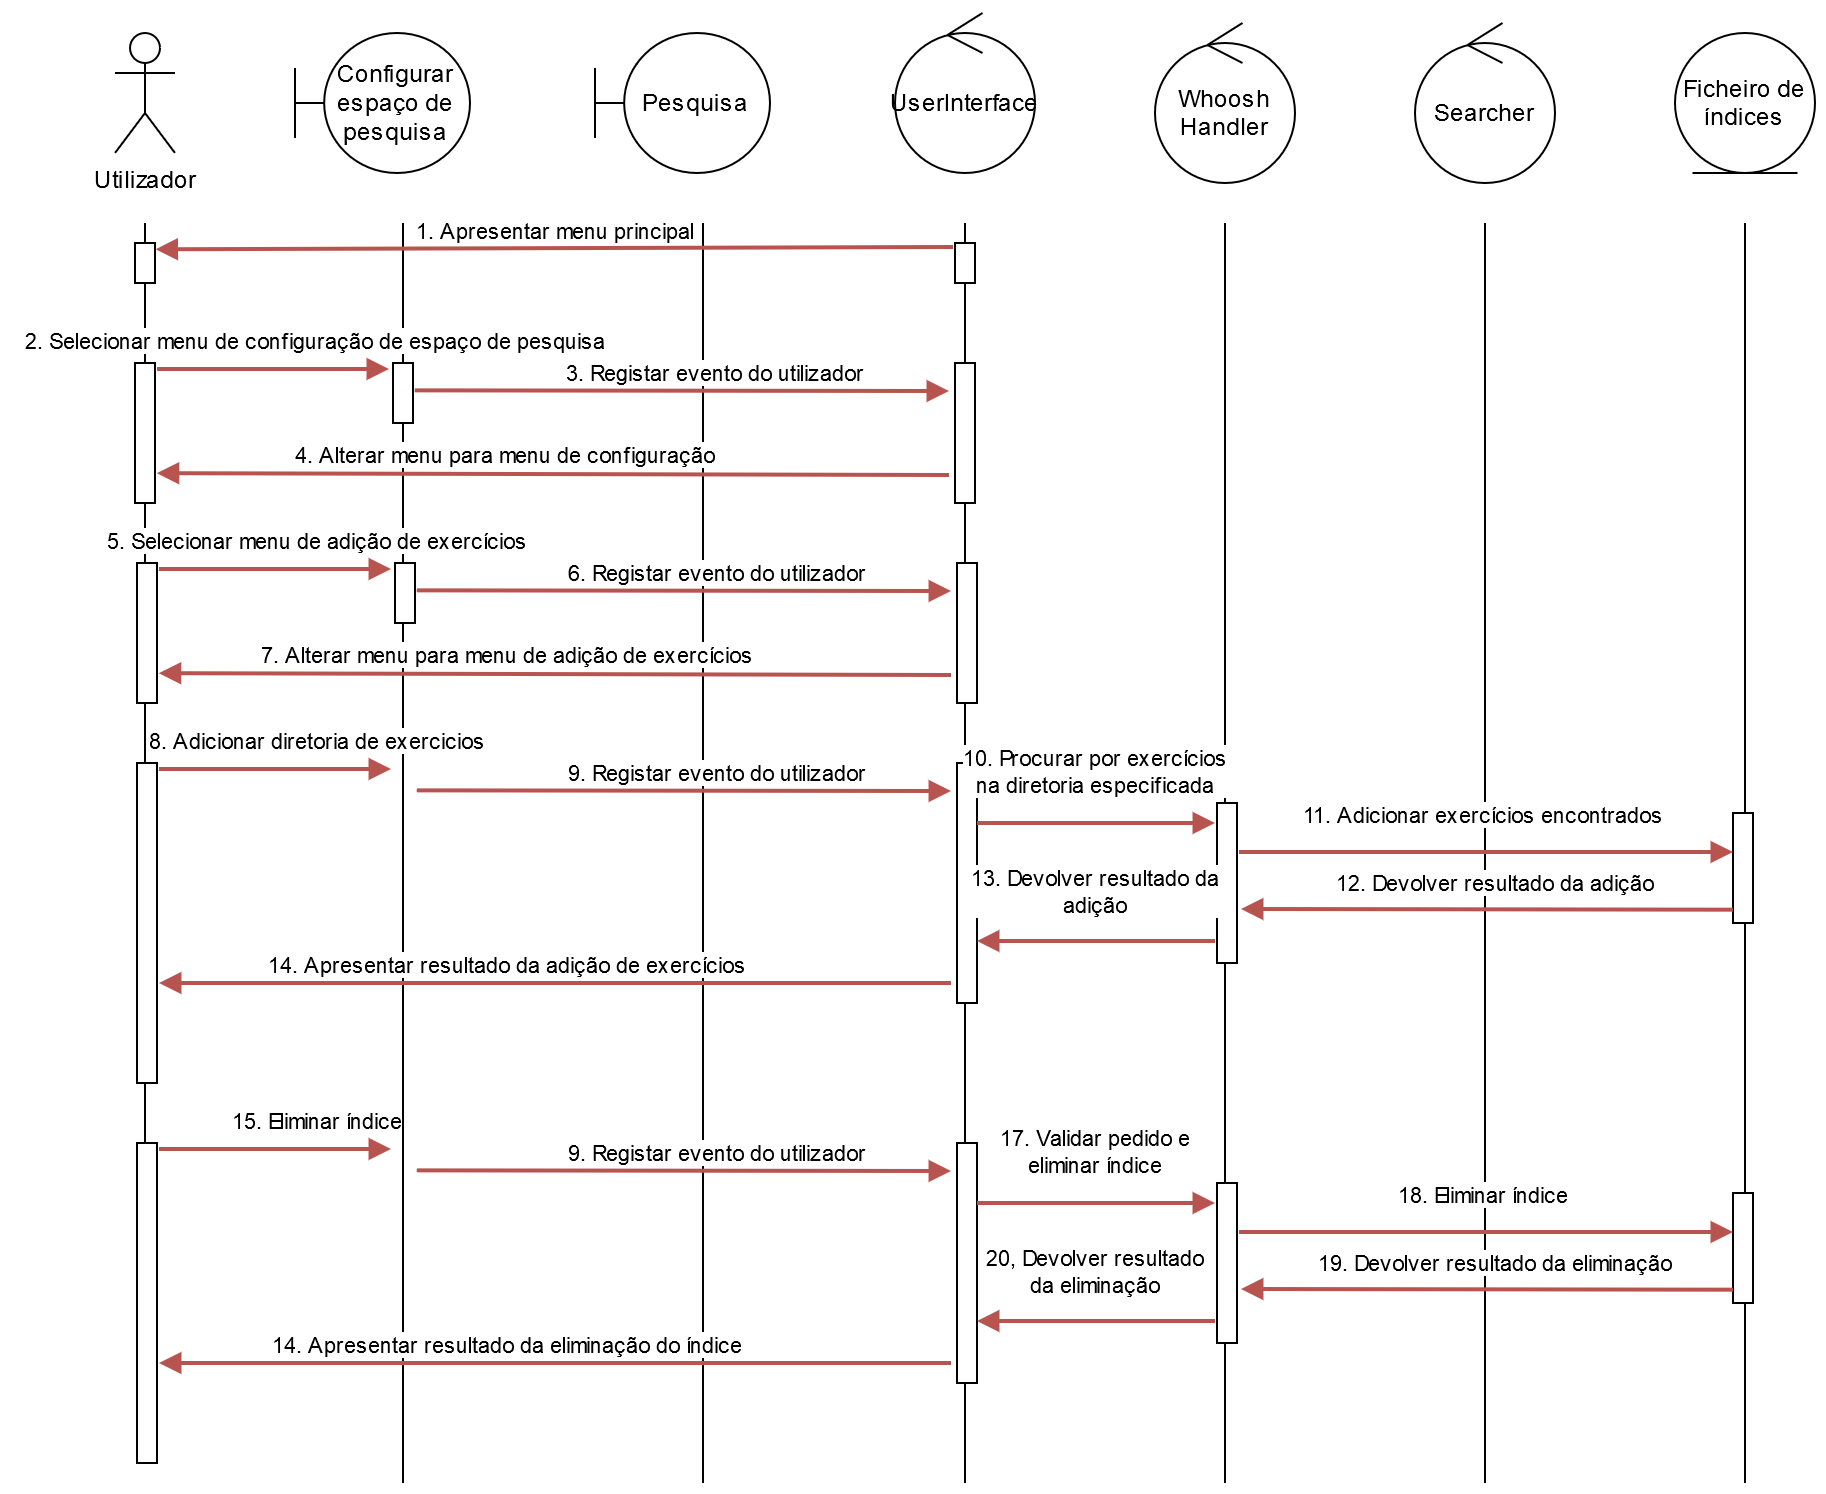 Configurar
espaço de
pesquisa
Pesquisa
UserInterface
Whoosh
Handler
Searcher
Ficheiro de
índices
Utilizador
1. Apresentar menu principal
2. Selecionar menu de configuração de espaço de pesquisa
3. Registar evento do utilizador
4. Alterar menu para menu de configuração
5. Selecionar menu de adição de exercícios
6. Registar evento do utilizador
7. Alterar menu para menu de adição de exercícios
8. Adicionar diretoria de exercicios
9. Registar evento do utilizador
10. Procurar por exercícios
na diretoria especificada
11. Adicionar exercícios encontrados
12. Devolver resultado da adição
13. Devolver resultado da
adição
14. Apresentar resultado da adição de exercícios
15. Eliminar índice
9. Registar evento do utilizador
17. Validar pedido e
eliminar índice
18. Eliminar índice
19. Devolver resultado da eliminação
20, Devolver resultado
da eliminação
14. Apresentar resultado da eliminação do índice